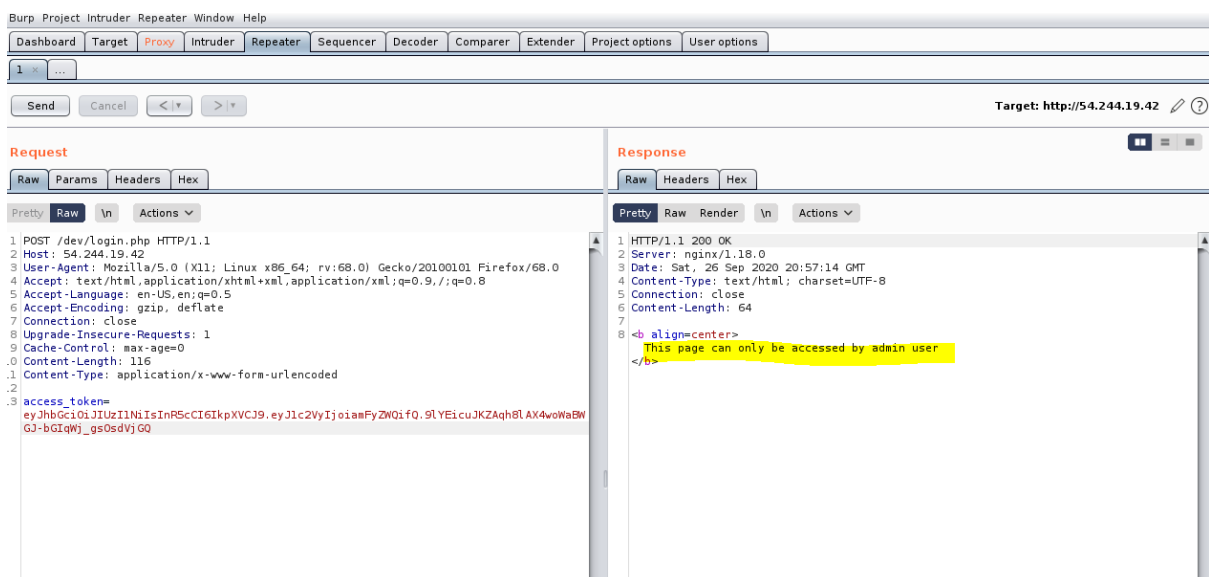 Burp Project Intruder Repeater Window Help
Dashboard Target Proxy Intruder Repeater Sequencer Decoder Comparer Extender Project options User options
1 × ...
Send Cancel < > Target: http://54.244.19.42 ?
Request
Raw Params Headers Hex
Pretty Raw \n Actions
1 POST /dev/login.php HTTP/1.1
2 Host: 54.244.19.42
3 User-Agent: Mozilla/5.0 (X11; Linux x86_64; rv:68.0) Gecko/20100101 Firefox/68.0
4 Accept: text/html,application/xhtml+xml,application/xml;q=0.9,/;q=0.8
5 Accept-Language: en-US,en;q=0.5
6 Accept-Encoding: gzip, deflate
7 Connection: close
8 Upgrade-Insecure-Requests: 1
9 Cache-Control: max-age=0
.0 Content-Length: 116
.1 Content-Type: application/x-www-form-urlencoded
.2
.3 access_token=
eyJhbGciOiJIUzI1NiIsInR5cCI6IkpXVCJ9.eyJ1c2VyIjoiamFyZWQifQ.9lYEicuJKZAqh8lAX4woWaBW
GJ-bGIqWj_gsOsdVjGQ
Response
Raw Headers Hex
Pretty Raw Render \n Actions
1 HTTP/1.1 200 OK
2 Server: nginx/1.18.0
3 Date: Sat, 26 Sep 2020 20:57:14 GMT
4 Content-Type: text/html; charset=UTF-8
5 Connection: close
6 Content-Length: 64
7
8 <b align=center>
This page can only be accessed by admin user
</b>